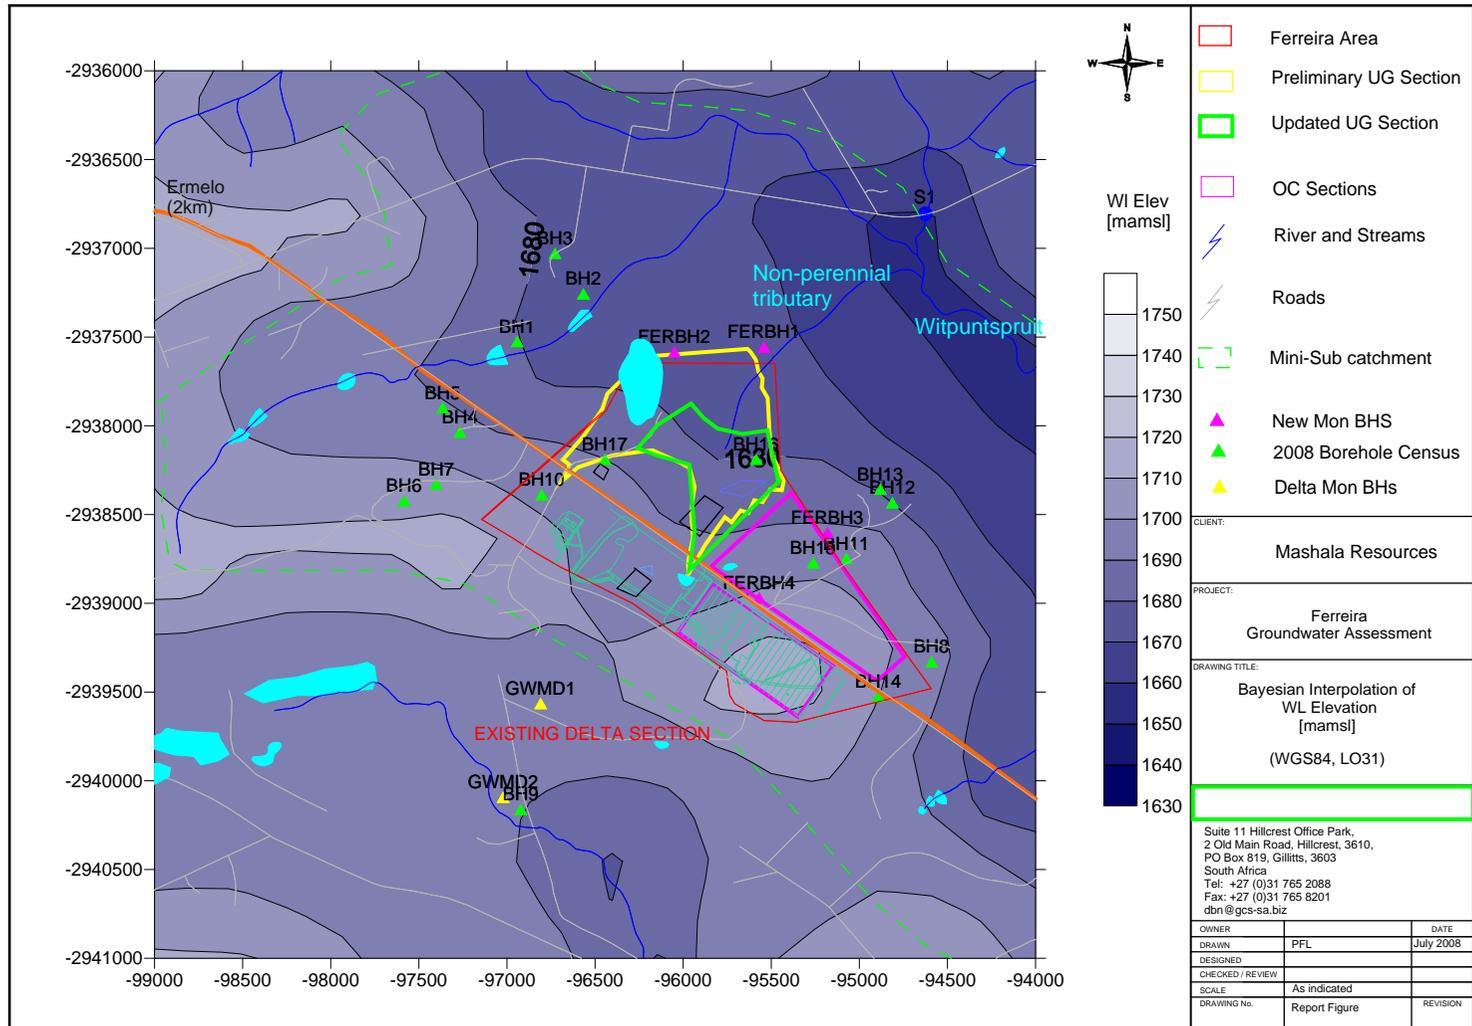 N
W E
S
-2936000
-2936500
-2937000
-2937500
-2938000
-2938500
-2939000
-2939500
-2940000
-2940500
-2941000
-99000 -98500 -98000 -97500 -97000 -96500 -96000 -95500 -95000 -94500 -94000
Ermelo
(2km)
1680
BH3
BH2
BH1
S1
Non-perennial
tributary
Witpuntspruit
FERBH2
FERBH1
BH5
BH4
BH17
BH16
BH7
BH6
BH10
BH13
BH12
FERBH3
BH11
FERBH4
BH8
BH14
GWMD1
EXISTING DELTA SECTION
GWMD2
BH9
Wl Elev
[mamsl]
1750
1740
1730
1720
1710
1700
1690
1680
1670
1660
1650
1640
1630
Ferreira Area
Preliminary UG Section
Updated UG Section
OC Sections
River and Streams
Roads
Mini-Sub catchment
New Mon BHS
2008 Borehole Census
Delta Mon BHs
CLIENT:
Mashala Resources
PROJECT:
Ferreira
Groundwater Assessment
DRAWING TITLE:
Bayesian Interpolation of
WL Elevation
[mamsl]
(WGS84, LO31)
Suite 11 Hillcrest Office Park,
2 Old Main Road, Hillcrest, 3610,
PO Box 819, Gillitts, 3603
South Africa
Tel: +27 (0)31 765 2088
Fax: +27 (0)31 765 8201
dbn@gcs-sa.biz
OWNER DATE
DRAWN PFL July 2008
DESIGNED
CHECKED / REVIEW
SCALE As indicated
DRAWING No. Report Figure REVISION